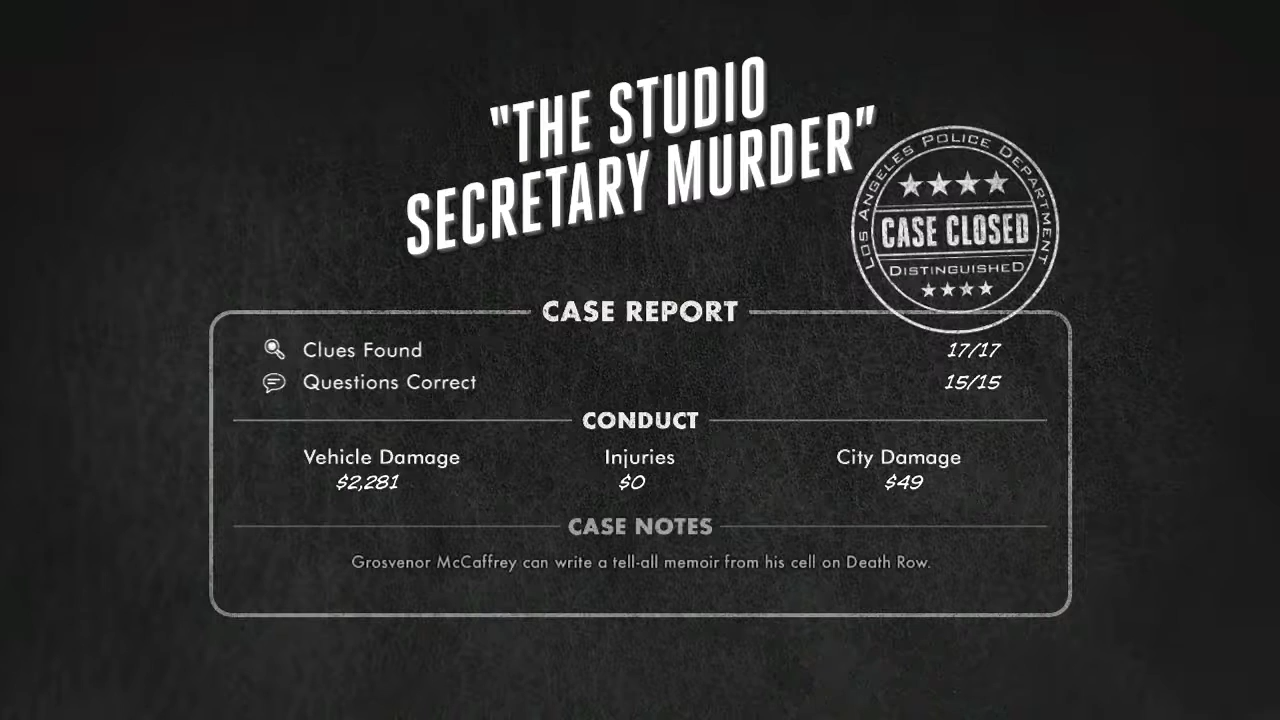 "THE STUDIO
SECRETARY MURDER"
LOS ANGELES POLICE DEPARTMENT
CASE CLOSED
DISTINGUISHED
CASE REPORT
Clues Found 17/17
Questions Correct 15/15
CONDUCT
Vehicle Damage Injuries City Damage
$2,281 $0 $49
CASE NOTES
Grosvenor McCaffrey can write a tell-all memoir from his cell on Death Row.